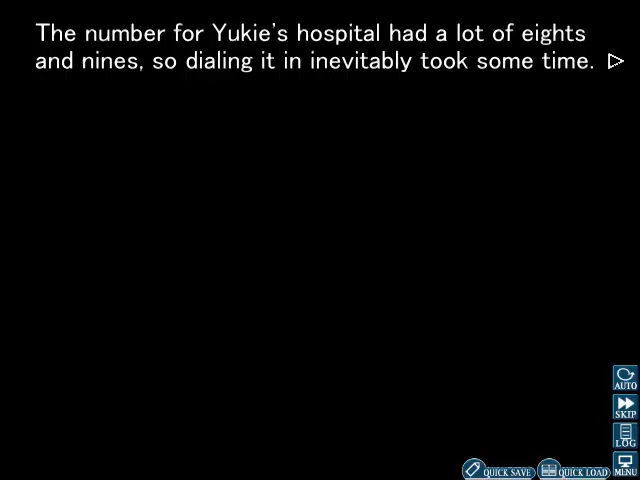 The number for Yukie's hospital had a lot of eights
and nines, so dialing it in inevitably took some time.
AUTO
SKIP
LOG
QUICK SAVE QUICK LOAD MENU